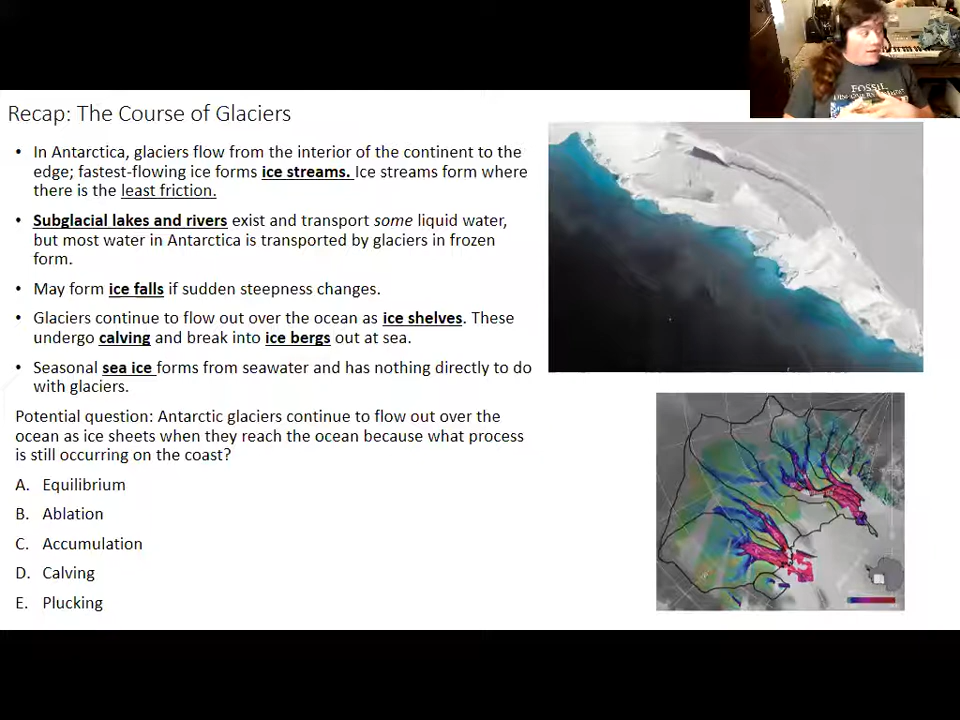 Recap: The Course of Glaciers
• In Antarctica, glaciers flow from the interior of the continent to the
edge; fastest-flowing ice forms ice streams. Ice streams form where
there is the least friction.
• Subglacial lakes and rivers exist and transport some liquid water,
but most water in Antarctica is transported by glaciers in frozen
form.
• May form ice falls if sudden steepness changes.
• Glaciers continue to flow out over the ocean as ice shelves. These
undergo calving and break into ice bergs out at sea.
• Seasonal sea ice forms from seawater and has nothing directly to do
with glaciers.
Potential question: Antarctic glaciers continue to flow out over the
ocean as ice sheets when they reach the ocean because what process
is still occurring on the coast?
A. Equilibrium
B. Ablation
C. Accumulation
D. Calving
E. Plucking
FOSSIL